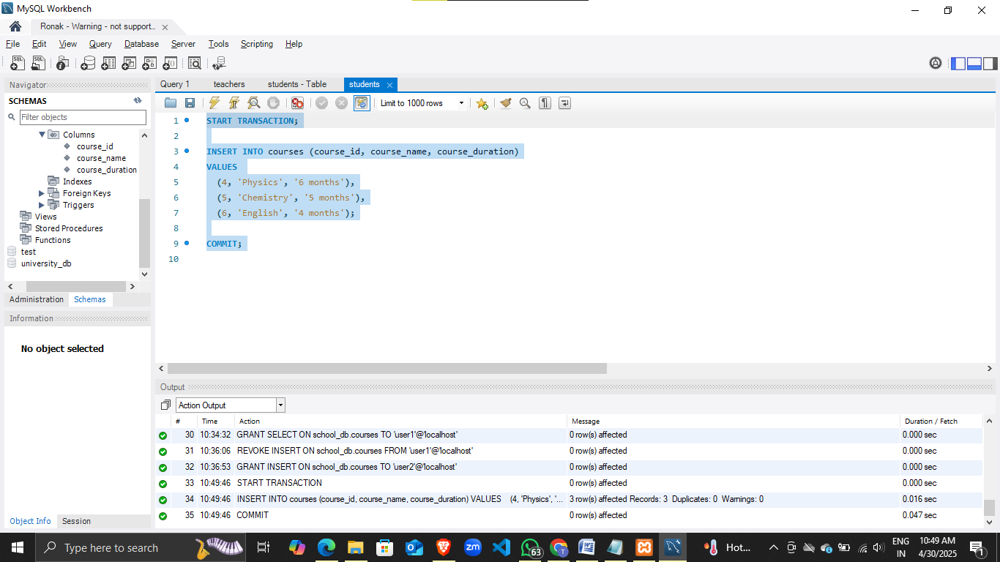 MySQL Workbench
Ronak - Warning - not support...
File Edit View Query Database Server Tools Scripting Help
Navigator
SCHEMAS
Filter objects
Columns
course_id
course_name
course_duration
Indexes
Foreign Keys
Triggers
Views
Stored Procedures
Functions
test
university_db
Administration Schemas
Information
No object selected
Object Info Session
Query 1 teachers students - Table students
Limit to 1000 rows
1 START TRANSACTION;
2
3 INSERT INTO courses (course_id, course_name, course_duration)
4 VALUES
5 (4, 'Physics', '6 months'),
6 (5, 'Chemistry', '5 months'),
7 (6, 'English', '4 months');
8
9 COMMIT;
10
Output
Action Output
# Time Action Message Duration / Fetch
30 10:34:32 GRANT SELECT ON school_db.courses TO 'user1'@'localhost' 0 row(s) affected 0.000 sec
31 10:36:06 REVOKE INSERT ON school_db.courses FROM 'user1'@'localhost' 0 row(s) affected 0.000 sec
32 10:36:53 GRANT INSERT ON school_db.courses TO 'user2'@'localhost' 0 row(s) affected 0.000 sec
33 10:49:46 START TRANSACTION 0 row(s) affected 0.000 sec
34 10:49:46 INSERT INTO courses (course_id, course_name, course_duration) VALUES (4, 'Physics', '... 3 row(s) affected Records: 3 Duplicates: 0 Warnings: 0 0.016 sec
35 10:49:46 COMMIT 0 row(s) affected 0.047 sec
Type here to search
zm
63
Hot...
ENG
IN
10:49 AM
4/30/2025
1